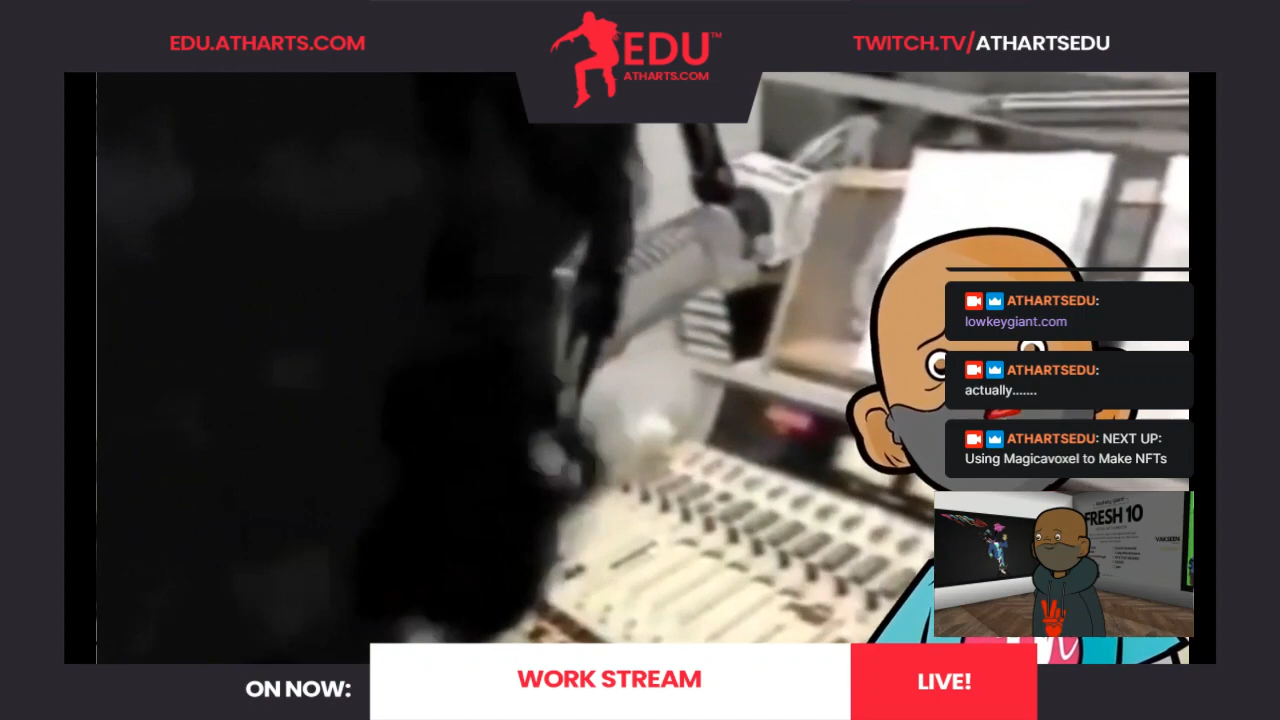 EDU.ATHARTS.COM
EDU™
ATHARTS.COM
TWITCH.TV/ATHARTSEDU
ATHARTSEDU:
lowkeygiant.com
ATHARTSEDU:
actually.......
ATHARTSEDU: NEXT UP:
Using Magicavoxel to Make NFTs
FRESH 10
VAKSEEN
ON NOW:
WORK STREAM
LIVE!